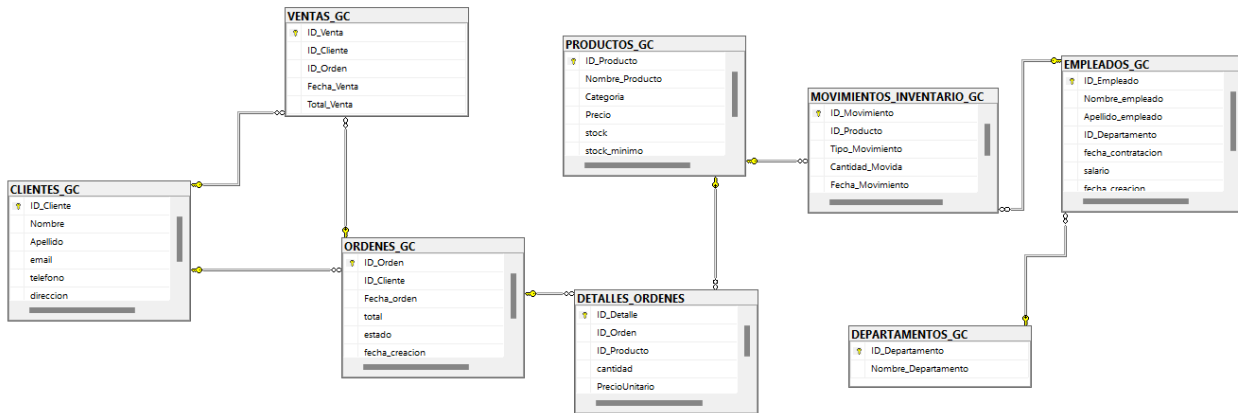 VENTAS_GC
ID_Venta
ID_Cliente
ID_Orden
Fecha_Venta
Total_Venta
PRODUCTOS_GC
ID_Producto
Nombre_Producto
Categoria
Precio
stock
stock_minimo
MOVIMIENTOS_INVENTARIO_GC
ID_Movimiento
ID_Producto
Tipo_Movimiento
Cantidad_Movida
Fecha_Movimiento
EMPLEADOS_GC
ID_Empleado
Nombre_empleado
Apellido_empleado
ID_Departamento
fecha_contratacion
salario
fecha_creacion
CLIENTES_GC
ID_Cliente
Nombre
Apellido
email
telefono
direccion
ORDENES_GC
ID_Orden
ID_Cliente
Fecha_orden
total
estado
fecha_creacion
DETALLES_ORDENES
ID_Detalle
ID_Orden
ID_Producto
cantidad
PrecioUnitario
DEPARTAMENTOS_GC
ID_Departamento
Nombre_Departamento